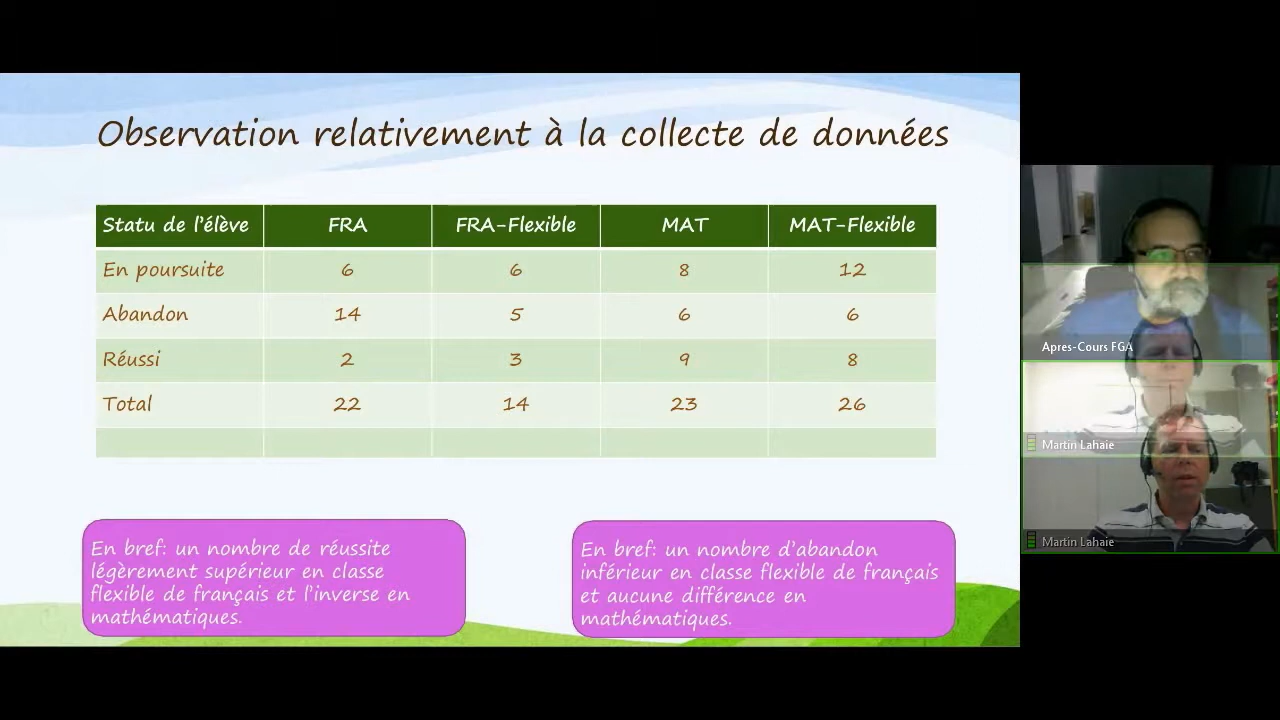 Observation relativement à la collecte de données
Statu de l'élève FRA FRA-Flexible MAT MAT-Flexible
En poursuite 6 6 8 12
Abandon 14 5 6 6
Réussi 2 3 9 8
Total 22 14 23 26
En bref: un nombre de réussite
légèrement supérieur en classe
flexible de français et l'inverse en
mathématiques.
En bref: un nombre d'abandon
inférieur en classe flexible de français
et aucune différence en
mathématiques.
Apres-Cours FGA
Martin Lahaie
Martin Lahaie